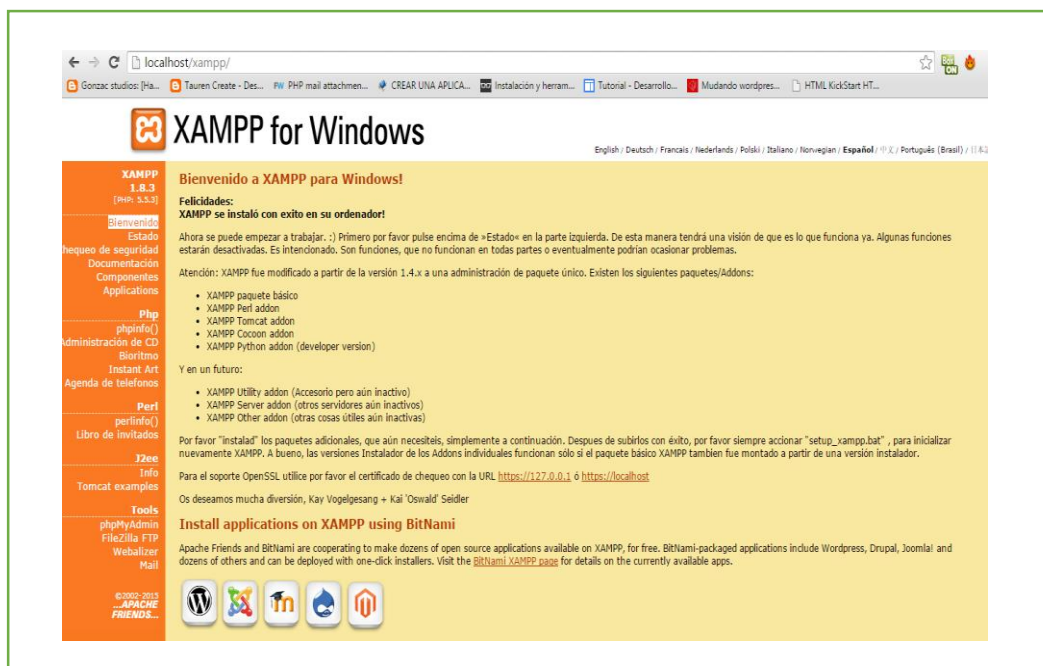 localhost/xampp/
Gonzac studios: [Ha...
Tauren Create - Des...
PHP mail attachmen...
CREAR UNA APLICA...
Instalación y herram...
Tutorial - Desarrollo...
Mudando wordpres...
HTML KickStart HT...
ON
XAMPP for Windows
English / Deutsch / Francais / Nederlands / Polski / Italiano / Norwegian / Español / 中文 / Português (Brasil) /
XAMPP
1.8.3
[PHP: 5.5.3]
Bienvenido
Estado
hequeo de seguridad
Documentación
Componentes
Applications
Php
phpinfo()
Administración de CD
Bioritmo
Instant Art
Agenda de telefonos
Perl
perlinfo()
Libro de invitados
J2ee
Info
Tomcat examples
Tools
phpMyAdmin
FileZilla FTP
Webalizer
Mail
©2002-2013
...APACHE
FRIENDS...
Bienvenido a XAMPP para Windows!
Felicidades:
XAMPP se instaló con exito en su ordenador!
Ahora se puede empezar a trabajar. :) Primero por favor pulse encima de »Estado« en la parte izquierda. De esta manera tendrá una visión de que es lo que funciona ya. Algunas funciones
estarán desactivadas. Es intencionado. Son funciones, que no funcionan en todas partes o eventualmente podrían ocasionar problemas.
Atención: XAMPP fue modificado a partir de la versión 1.4.x a una administración de paquete único. Existen los siguientes paquetes/Addons:
• XAMPP paquete básico
• XAMPP Perl addon
• XAMPP Tomcat addon
• XAMPP Cocoon addon
• XAMPP Python addon (developer version)
Y en un futuro:
• XAMPP Utility addon (Accesorio pero aún inactivo)
• XAMPP Server addon (otros servidores aún inactivos)
• XAMPP Other addon (otras cosas útiles aún inactivas)
Por favor "instalad" los paquetes adicionales, que aún necesiteis, simplemente a continuación. Despues de subirlos con éxito, por favor siempre accionar "setup_xampp.bat" , para inicializar
nuevamente XAMPP. A bueno, las versiones Instalador de los Addons individuales funcionan sólo si el paquete básico XAMPP tambien fue montado a partir de una versión instalador.
Para el soporte OpenSSL utilice por favor el certificado de chequeo con la URL https://127.0.0.1 ó https://localhost
Os deseamos mucha diversión, Kay Vogelgesang + Kai 'Oswald' Seidler
Install applications on XAMPP using BitNami
Apache Friends and BitNami are cooperating to make dozens of open source applications available on XAMPP, for free. BitNami-packaged applications include Wordpress, Drupal, Joomla! and
dozens of others and can be deployed with one-click installers. Visit the BitNami XAMPP page for details on the currently available apps.